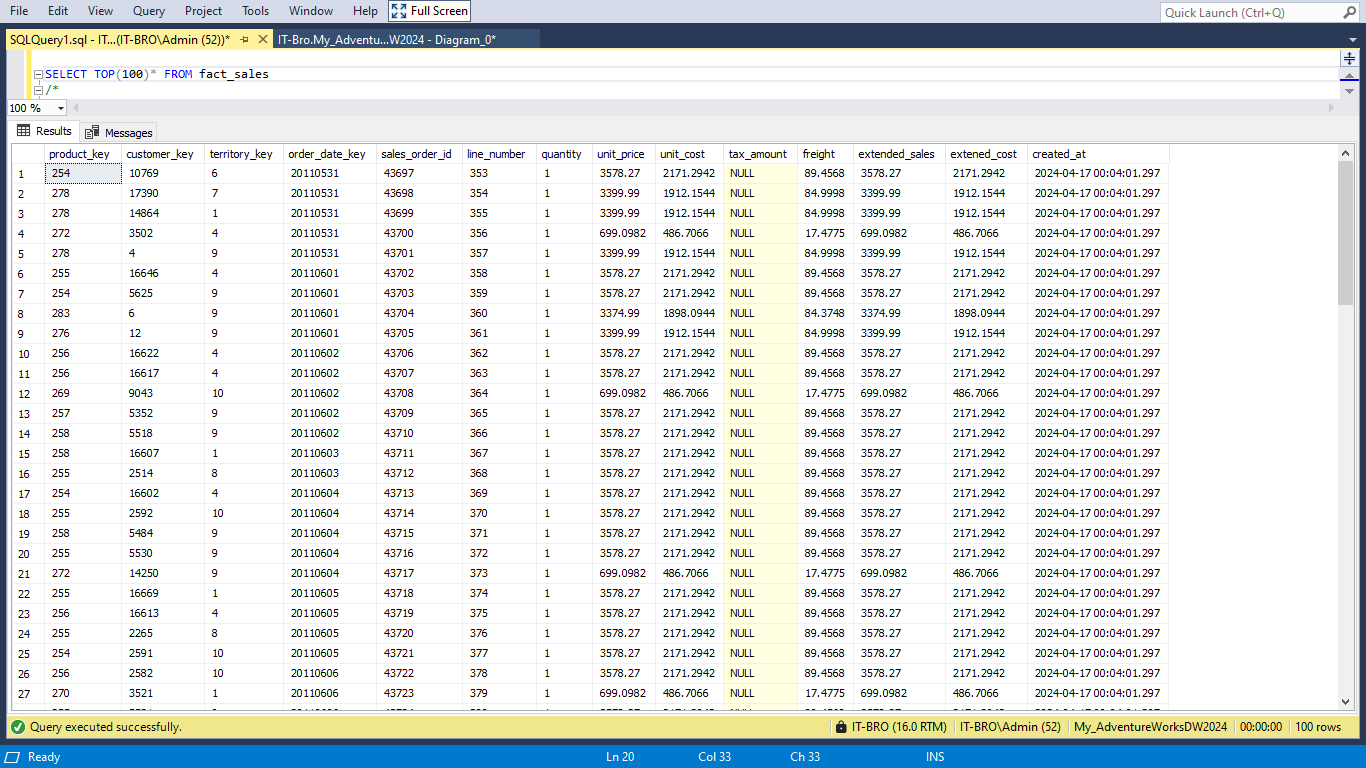 File Edit View Query Project Tools Window Help Full Screen Quick Launch (Ctrl+Q)
SQLQuery1.sql - IT...(IT-BRO\Admin (52))* IT-Bro.My_Adventu...W2024 - Diagram_0*
SELECT TOP(100)* FROM fact_sales
/*
100 %
Results Messages
product_key customer_key territory_key order_date_key sales_order_id line_number quantity unit_price unit_cost tax_amount freight extended_sales extened_cost created_at
1 254 10769 6 20110531 43697 353 1 3578.27 2171.2942 NULL 89.4568 3578.27 2171.2942 2024-04-17 00:04:01.297
2 278 17390 7 20110531 43698 354 1 3399.99 1912.1544 NULL 84.9998 3399.99 1912.1544 2024-04-17 00:04:01.297
3 278 14864 1 20110531 43699 355 1 3399.99 1912.1544 NULL 84.9998 3399.99 1912.1544 2024-04-17 00:04:01.297
4 272 3502 4 20110531 43700 356 1 699.0982 486.7066 NULL 17.4775 699.0982 486.7066 2024-04-17 00:04:01.297
5 278 4 9 20110531 43701 357 1 3399.99 1912.1544 NULL 84.9998 3399.99 1912.1544 2024-04-17 00:04:01.297
6 255 16646 4 20110601 43702 358 1 3578.27 2171.2942 NULL 89.4568 3578.27 2171.2942 2024-04-17 00:04:01.297
7 254 5625 9 20110601 43703 359 1 3578.27 2171.2942 NULL 89.4568 3578.27 2171.2942 2024-04-17 00:04:01.297
8 283 6 9 20110601 43704 360 1 3374.99 1898.0944 NULL 84.3748 3374.99 1898.0944 2024-04-17 00:04:01.297
9 276 12 9 20110601 43705 361 1 3399.99 1912.1544 NULL 84.9998 3399.99 1912.1544 2024-04-17 00:04:01.297
10 256 16622 4 20110602 43706 362 1 3578.27 2171.2942 NULL 89.4568 3578.27 2171.2942 2024-04-17 00:04:01.297
11 256 16617 4 20110602 43707 363 1 3578.27 2171.2942 NULL 89.4568 3578.27 2171.2942 2024-04-17 00:04:01.297
12 269 9043 10 20110602 43708 364 1 699.0982 486.7066 NULL 17.4775 699.0982 486.7066 2024-04-17 00:04:01.297
13 257 5352 9 20110602 43709 365 1 3578.27 2171.2942 NULL 89.4568 3578.27 2171.2942 2024-04-17 00:04:01.297
14 258 5518 9 20110602 43710 366 1 3578.27 2171.2942 NULL 89.4568 3578.27 2171.2942 2024-04-17 00:04:01.297
15 258 16607 1 20110603 43711 367 1 3578.27 2171.2942 NULL 89.4568 3578.27 2171.2942 2024-04-17 00:04:01.297
16 255 2514 8 20110603 43712 368 1 3578.27 2171.2942 NULL 89.4568 3578.27 2171.2942 2024-04-17 00:04:01.297
17 254 16602 4 20110604 43713 369 1 3578.27 2171.2942 NULL 89.4568 3578.27 2171.2942 2024-04-17 00:04:01.297
18 255 2592 10 20110604 43714 370 1 3578.27 2171.2942 NULL 89.4568 3578.27 2171.2942 2024-04-17 00:04:01.297
19 258 5484 9 20110604 43715 371 1 3578.27 2171.2942 NULL 89.4568 3578.27 2171.2942 2024-04-17 00:04:01.297
20 255 5530 9 20110604 43716 372 1 3578.27 2171.2942 NULL 89.4568 3578.27 2171.2942 2024-04-17 00:04:01.297
21 272 14250 9 20110604 43717 373 1 699.0982 486.7066 NULL 17.4775 699.0982 486.7066 2024-04-17 00:04:01.297
22 255 16669 1 20110605 43718 374 1 3578.27 2171.2942 NULL 89.4568 3578.27 2171.2942 2024-04-17 00:04:01.297
23 256 16613 4 20110605 43719 375 1 3578.27 2171.2942 NULL 89.4568 3578.27 2171.2942 2024-04-17 00:04:01.297
24 255 2265 8 20110605 43720 376 1 3578.27 2171.2942 NULL 89.4568 3578.27 2171.2942 2024-04-17 00:04:01.297
25 254 2591 10 20110605 43721 377 1 3578.27 2171.2942 NULL 89.4568 3578.27 2171.2942 2024-04-17 00:04:01.297
26 256 2582 10 20110606 43722 378 1 3578.27 2171.2942 NULL 89.4568 3578.27 2171.2942 2024-04-17 00:04:01.297
27 270 3521 1 20110606 43723 379 1 699.0982 486.7066 NULL 17.4775 699.0982 486.7066 2024-04-17 00:04:01.297
Query executed successfully. IT-BRO (16.0 RTM) IT-BRO\Admin (52) My_AdventureWorksDW2024 00:00:00 100 rows
Ready Ln 20 Col 33 Ch 33 INS